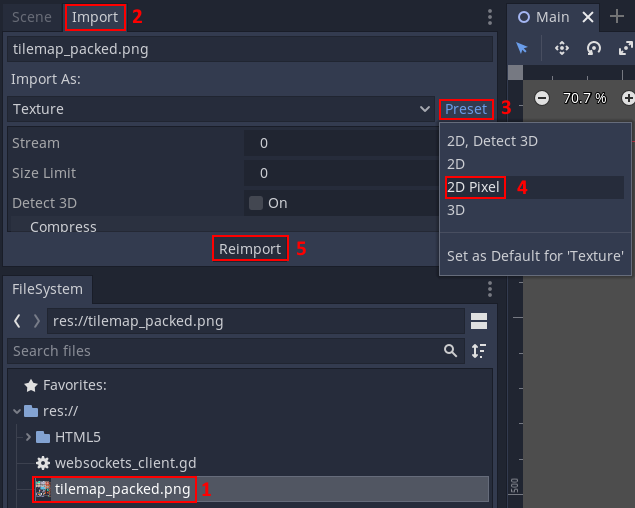 Scene
Import 2
Main
tilemap_packed.png
Import As:
Texture
Preset 3
70.7 %
Stream 0
Size Limit 0
Detect 3D On
Compress
Reimport 5
2D, Detect 3D
2D
2D Pixel 4
3D
Set as Default for 'Texture'
FileSystem
res://tilemap_packed.png
Search files
Favorites:
res://
HTML5
websockets_client.gd
tilemap_packed.png 1
500